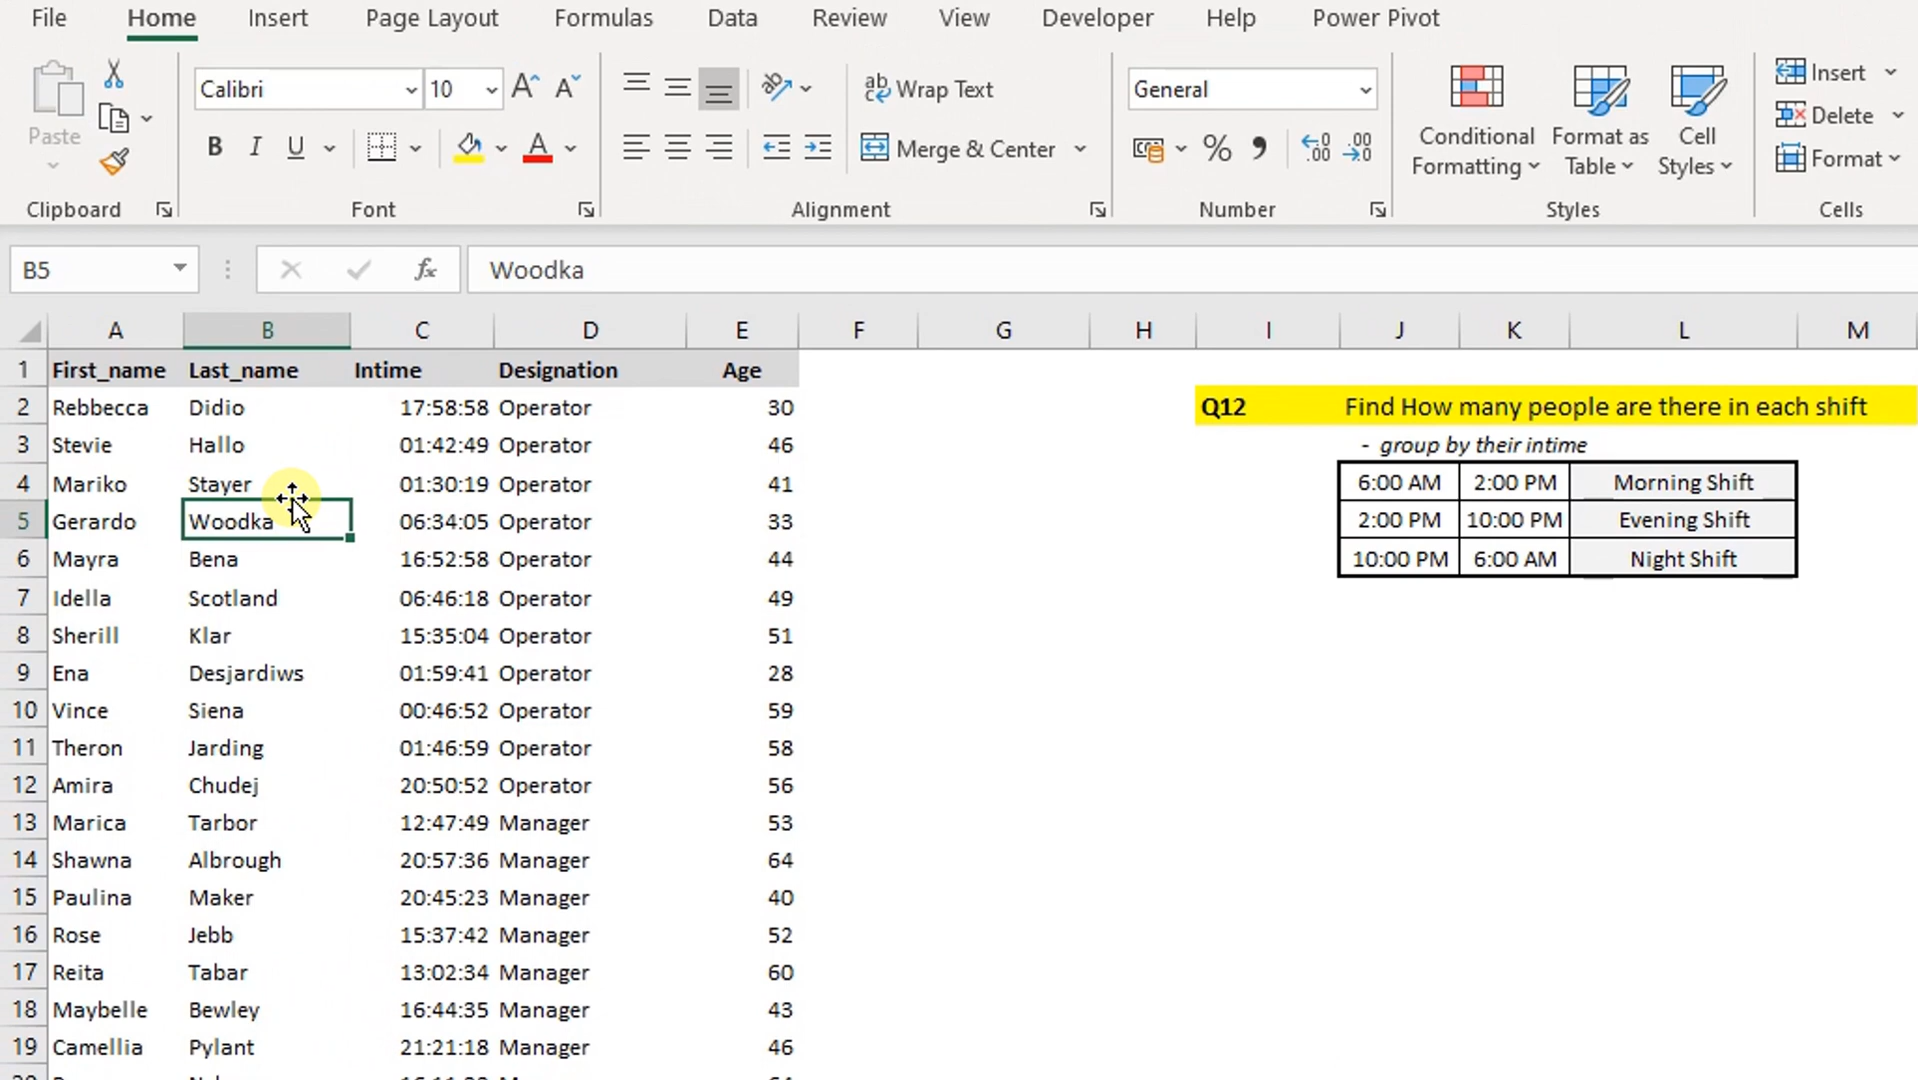 File Home Insert Page Layout Formulas Data Review View Developer Help Power Pivot
Paste
Clipboard
Calibri 10
B I U
Font
Wrap Text
Merge & Center
Alignment
General
% ,
Number
Conditional Formatting
Format as Table
Cell Styles
Styles
Insert
Delete
Format
Cells
B5 fx Woodka
A B C D E F G H I J K L M
1 First_name Last_name Intime Designation Age
2 Rebbecca Didio 17:58:58 Operator 30 Q12 Find How many people are there in each shift
3 Stevie Hallo 01:42:49 Operator 46 - group by their intime
4 Mariko Stayer 01:30:19 Operator 41 6:00 AM 2:00 PM Morning Shift
5 Gerardo Woodka 06:34:05 Operator 33 2:00 PM 10:00 PM Evening Shift
6 Mayra Bena 16:52:58 Operator 44 10:00 PM 6:00 AM Night Shift
7 Idella Scotland 06:46:18 Operator 49
8 Sherill Klar 15:35:04 Operator 51
9 Ena Desjardiws 01:59:41 Operator 28
10 Vince Siena 00:46:52 Operator 59
11 Theron Jarding 01:46:59 Operator 58
12 Amira Chudej 20:50:52 Operator 56
13 Marica Tarbor 12:47:49 Manager 53
14 Shawna Albrough 20:57:36 Manager 64
15 Paulina Maker 20:45:23 Manager 40
16 Rose Jebb 15:37:42 Manager 52
17 Reita Tabar 13:02:34 Manager 60
18 Maybelle Bewley 16:44:35 Manager 43
19 Camellia Pylant 21:21:18 Manager 46